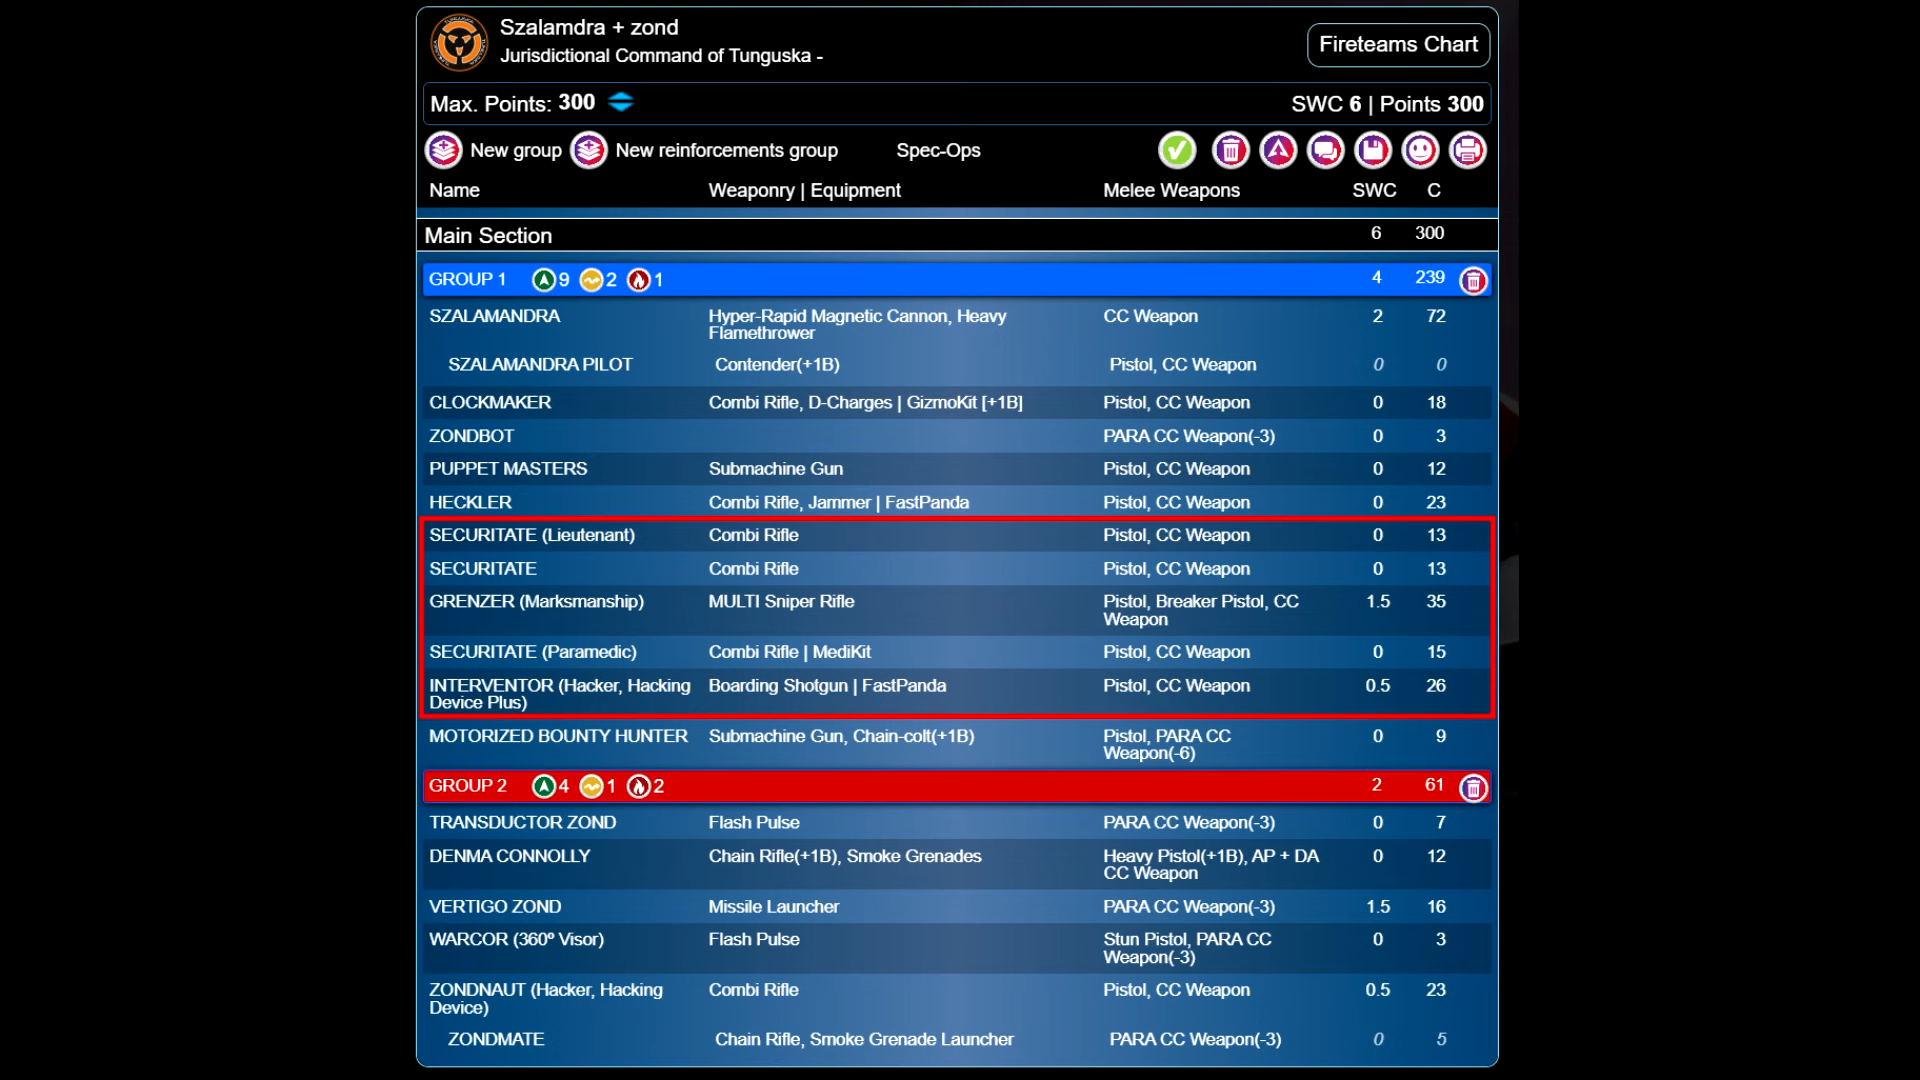 Szalamdra + zond
Jurisdictional Command of Tunguska -
Fireteams Chart
Max. Points: 300
SWC 6 | Points 300
New group
New reinforcements group
Spec-Ops
Name Weaponry | Equipment Melee Weapons SWC C
Main Section 6 300
GROUP 1 9 2 1 4 239
SZALAMANDRA Hyper-Rapid Magnetic Cannon, Heavy CC Weapon 2 72
Flamethrower
SZALAMANDRA PILOT Contender(+1B) Pistol, CC Weapon 0 0
CLOCKMAKER Combi Rifle, D-Charges | GizmoKit [+1B] Pistol, CC Weapon 0 18
ZONDBOT PARA CC Weapon(-3) 0 3
PUPPET MASTERS Submachine Gun Pistol, CC Weapon 0 12
HECKLER Combi Rifle, Jammer | FastPanda Pistol, CC Weapon 0 23
SECURITATE (Lieutenant) Combi Rifle Pistol, CC Weapon 0 13
SECURITATE Combi Rifle Pistol, CC Weapon 0 13
GRENZER (Marksmanship) MULTI Sniper Rifle Pistol, Breaker Pistol, CC 1.5 35
Weapon
SECURITATE (Paramedic) Combi Rifle | MediKit Pistol, CC Weapon 0 15
INTERVENTOR (Hacker, Hacking Boarding Shotgun | FastPanda Pistol, CC Weapon 0.5 26
Device Plus)
MOTORIZED BOUNTY HUNTER Submachine Gun, Chain-colt(+1B) Pistol, PARA CC 0 9
Weapon(-6)
GROUP 2 4 1 2 2 61
TRANSDUCTOR ZOND Flash Pulse PARA CC Weapon(-3) 0 7
DENMA CONNOLLY Chain Rifle(+1B), Smoke Grenades Heavy Pistol(+1B), AP + DA 0 12
CC Weapon
VERTIGO ZOND Missile Launcher PARA CC Weapon(-3) 1.5 16
WARCOR (360º Visor) Flash Pulse Stun Pistol, PARA CC 0 3
Weapon(-3)
ZONDNAUT (Hacker, Hacking Combi Rifle Pistol, CC Weapon 0.5 23
Device)
ZONDMATE Chain Rifle, Smoke Grenade Launcher PARA CC Weapon(-3) 0 5